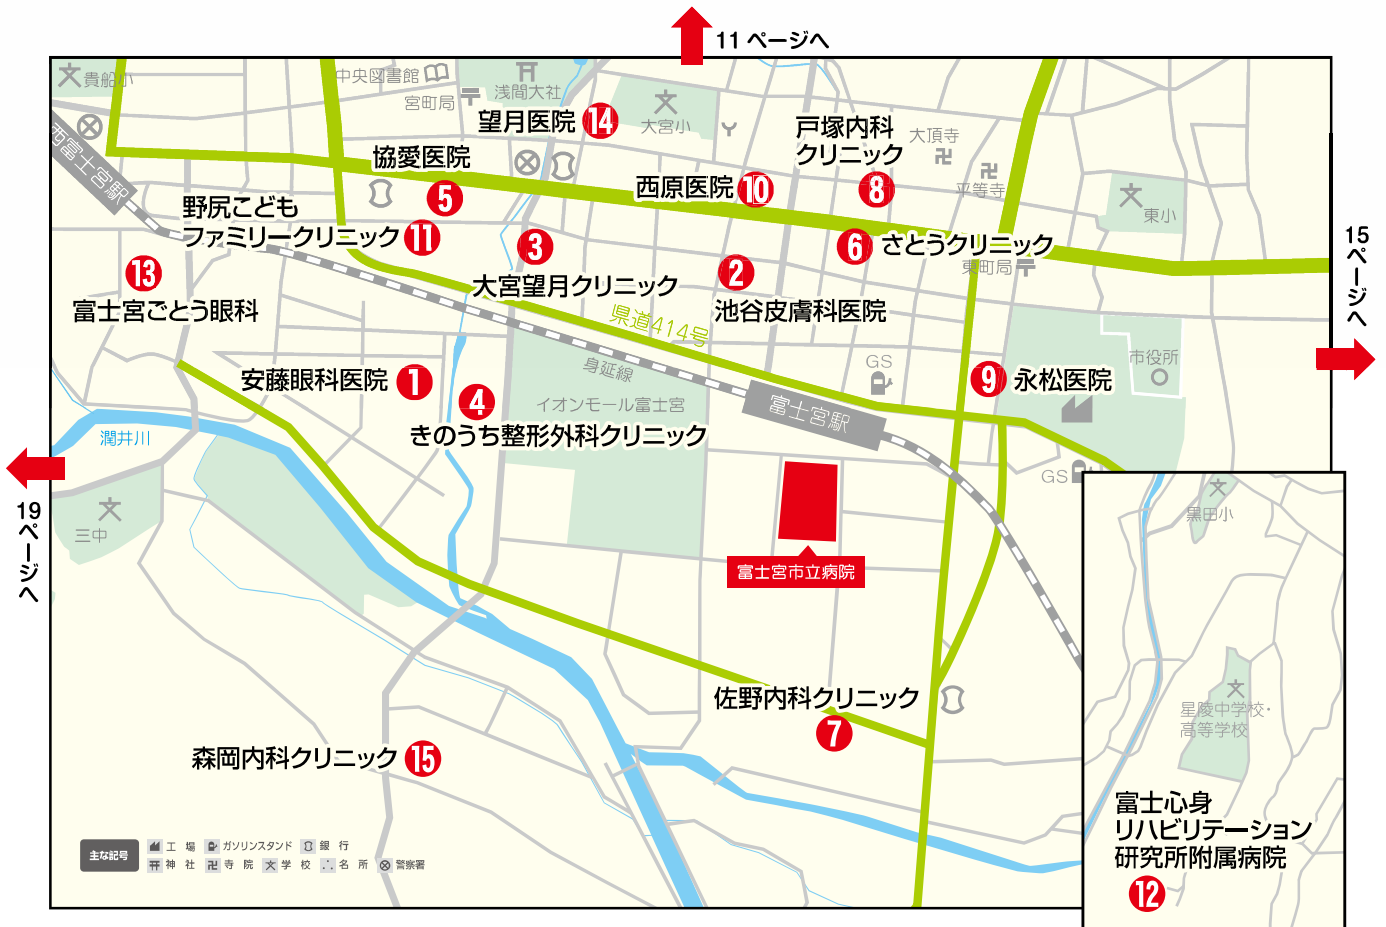 11ページへ
貴船小
中央図書館
宮町局
浅間大社
望月医院 14
大宮小
戸塚内科
クリニック
8
大頂寺
平等寺
東小
西富士宮駅
協愛医院
5
西原医院 10
野尻こども
ファミリークリニック 11
3
大宮望月クリニック
2
池谷皮膚科医院
6 さとうクリニック
東町局
15ページへ
13
富士宮ごとう眼科
県道414号
身延線
安藤眼科医院 1
4
きのうち整形外科クリニック
イオンモール富士宮
富士宮駅
GS
9 永松医院
市役所
潤井川
GS
19ページへ
三中
富士宮市立病院
黒田小
佐野内科クリニック
7
星陵中学校・
高等学校
森岡内科クリニック 15
富士心身
リハビリテーション
研究所附属病院
12
主な記号
工場 ガソリンスタンド 銀行
神社 寺院 文 学校 名所 警察署